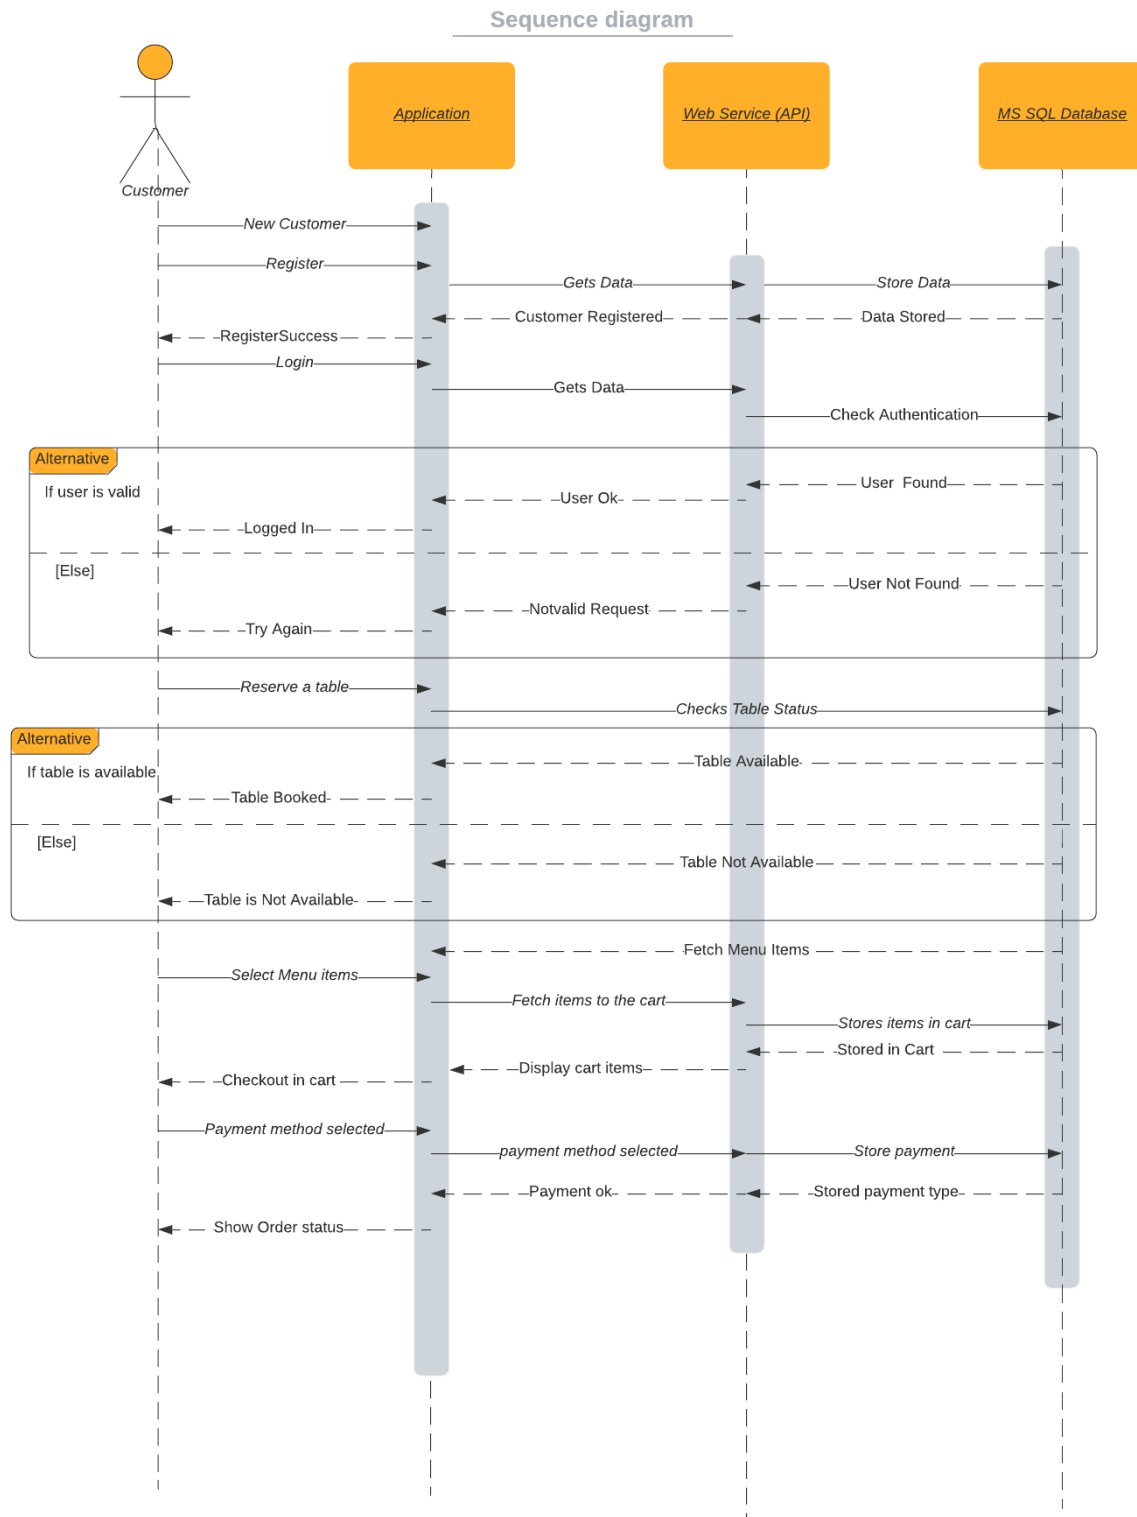 Sequence diagram
Application
Web Service (API)
MS SQL Database
Customer
New Customer
Register
Gets Data
Store Data
Customer Registered
Data Stored
RegisterSuccess
Login
Gets Data
Check Authentication
Alternative
If user is valid
User Found
User Ok
Logged In
[Else]
User Not Found
Notvalid Request
Try Again
Reserve a table
Checks Table Status
Alternative
If table is available
Table Available
Table Booked
[Else]
Table Not Available
Table is Not Available
Fetch Menu Items
Select Menu items
Fetch items to the cart
Stores items in cart
Stored in Cart
Display cart items
Checkout in cart
Payment method selected
payment method selected
Store payment
Payment ok
Stored payment type
Show Order status